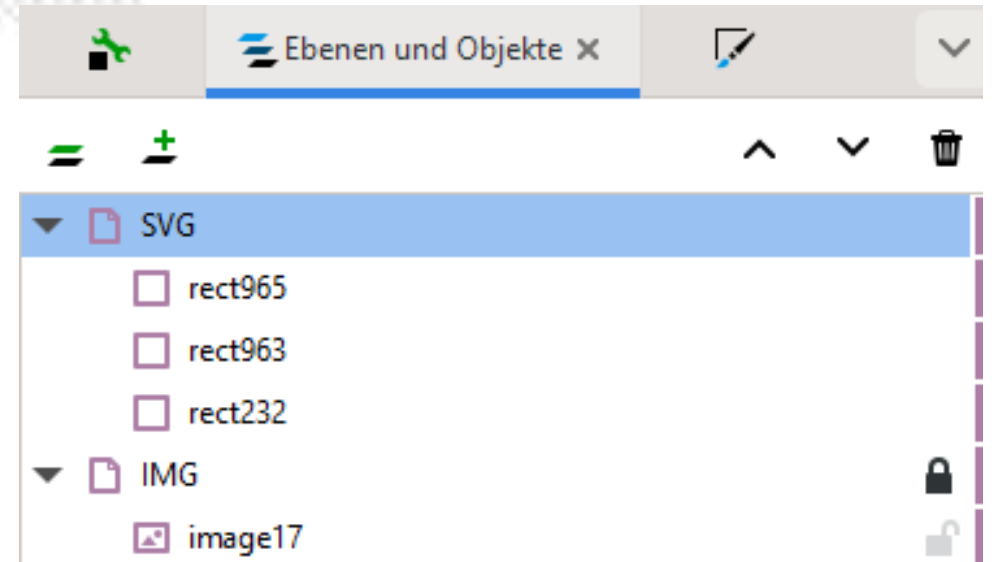 Ebenen und Objekte
SVG
rect965
rect963
rect232
IMG
image17